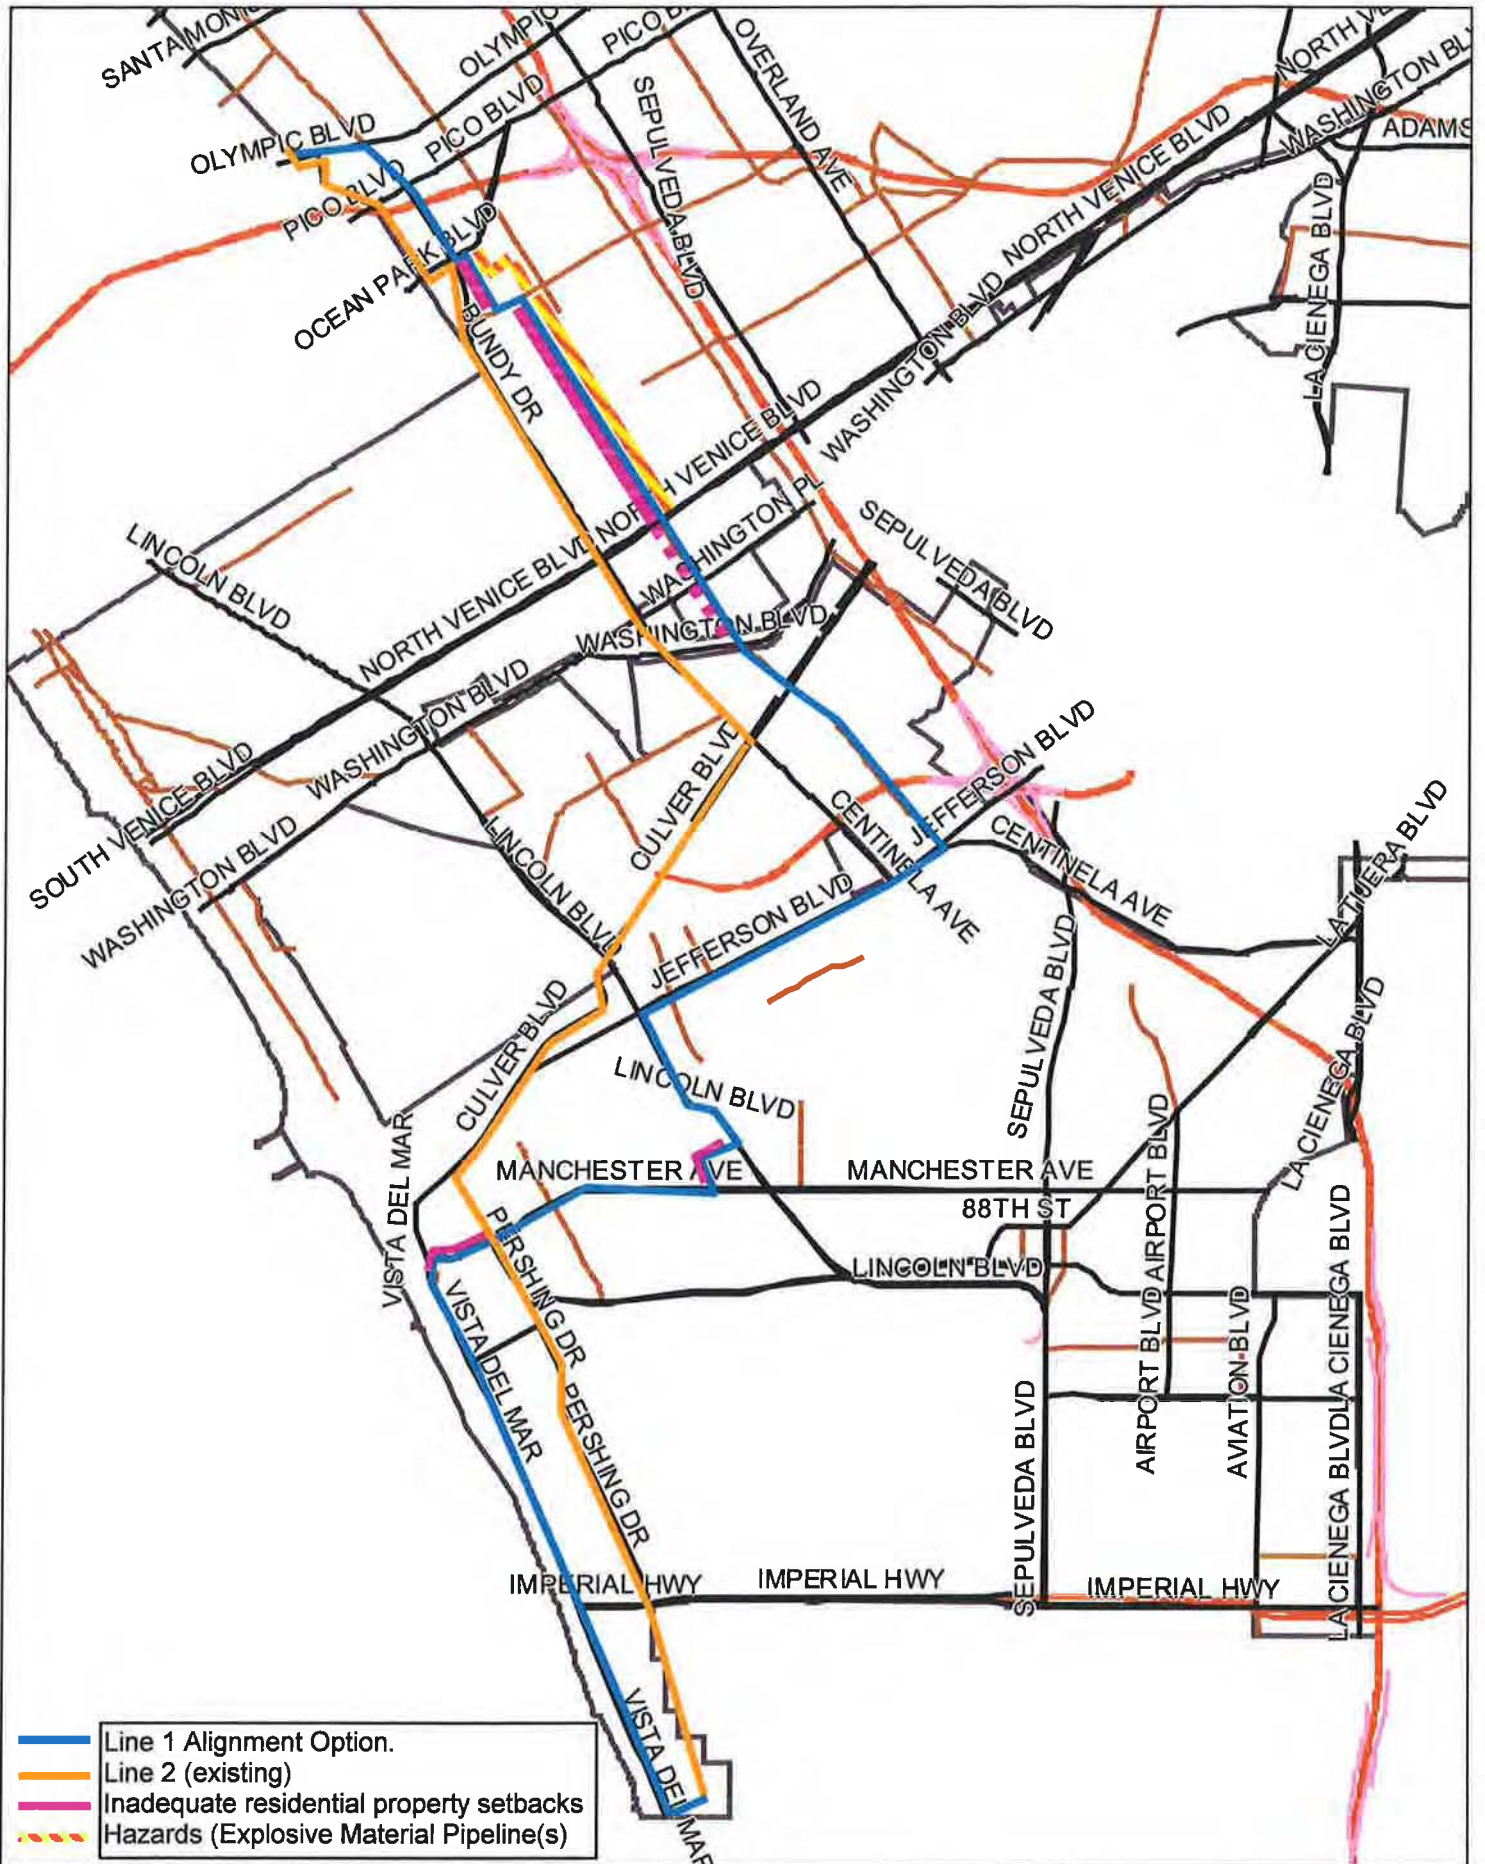 SANTA MONI
OLYMPIC
PICO B
OVERLAND AVE
NORTH VE
WASHINGTON BLV
ADAMS
OLYMPIC BLVD
PICO BLVD
SEPULVEDA BLVD
PICO BLVD
NORTH VENICE BLVD
LA CIENEGA BLVD
OCEAN PARK BLVD
BUNDY DR
WASHINGTON BLVD
NORTH VENICE BLVD
WASHINGTON PL
SEPULVEDA BLVD
LINCOLN BLVD
NORTH VENICE BLVD
WASHINGTON BLVD
WASHINGTON BLVD
SOUTH VENICE BLVD
WASHINGTON BLVD
CULVER BLVD
CENTINELA AVE
JEFFERSON BLVD
CENTINELA AVE
LA TIJERA BLVD
LINCOLN BLVD
JEFFERSON BLVD
SEPULVEDA BLVD
LA CIENEGA BLVD
CULVER BLVD
LINCOLN BLVD
VISTA DEL MAR
MANCHESTER AVE
MANCHESTER AVE
88TH ST
AIRPORT BLVD
LINCOLN BLVD
PERSHING DR
VISTA DEL MAR
PERSHING DR
SEPULVEDA BLVD
AIRPORT BLVD
AVIATION BLVD
LA CIENEGA BLVD
LA CIENEGA BLVD
IMPERIAL HWY
IMPERIAL HWY
IMPERIAL HWY
VISTA DEL MAR
Line 1 Alignment Option.
Line 2 (existing)
Inadequate residential property setbacks
Hazards (Explosive Material Pipeline(s)